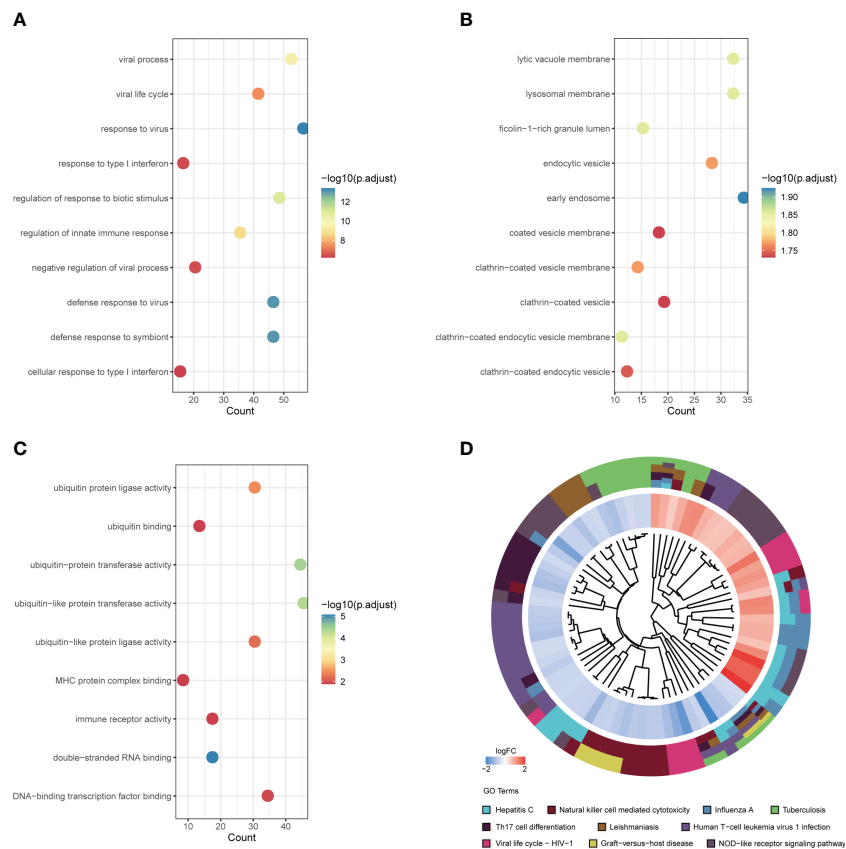 A
viral process
viral life cycle
response to virus
response to type I interferon
regulation of response to biotic stimulus
regulation of innate immune response
negative regulation of viral process
defense response to virus
defense response to symbiont
cellular response to type I interferon
20 30 40 50
Count
−log10(p.adjust)
12
10
8
B
lytic vacuole membrane
lysosomal membrane
ficolin−1−rich granule lumen
endocytic vesicle
early endosome
coated vesicle membrane
clathrin−coated vesicle membrane
clathrin−coated vesicle
clathrin−coated endocytic vesicle membrane
clathrin−coated endocytic vesicle
10 15 20 25 30 35
Count
−log10(p.adjust)
1.90
1.85
1.80
1.75
C
ubiquitin protein ligase activity
ubiquitin binding
ubiquitin−protein transferase activity
ubiquitin−like protein transferase activity
ubiquitin−like protein ligase activity
MHC protein complex binding
immune receptor activity
double−stranded RNA binding
DNA−binding transcription factor binding
10 20 30 40
Count
−log10(p.adjust)
5
4
3
2
D
logFC
−2 2
GO Terms
Hepatitis C Natural killer cell mediated cytotoxicity Influenza A Tuberculosis
Th17 cell differentiation Leishmaniasis Human T−cell leukemia virus 1 infection
Viral life cycle − HIV−1 Graft−versus−host disease NOD−like receptor signaling pathway